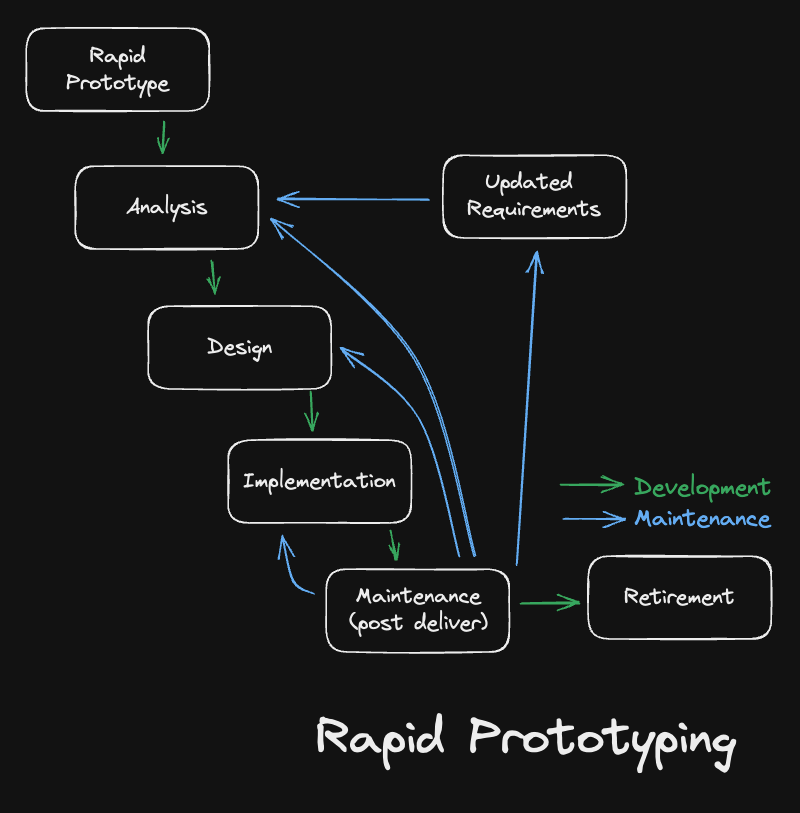 Rapid
Prototype
Analysis
Updated
Requirements
Design
Implementation
Development
Maintenance
Maintenance
(post deliver)
Retirement
Rapid Prototyping